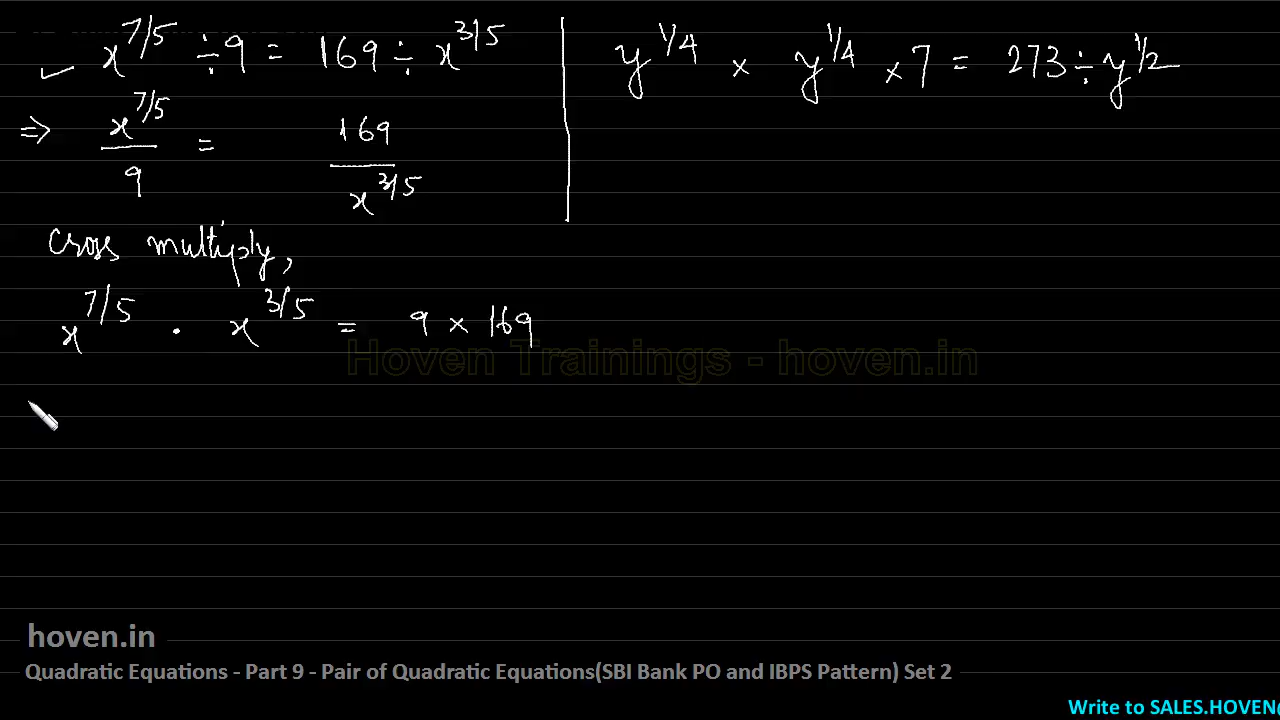 x^7/5 ÷ 9 = 169 ÷ x^3/5
⇒ x^7/5 / 9 = 169 / x^3/5
Cross multiply,
x^7/5 · x^3/5 = 9 × 169
y^1/4 × y^1/4 × 7 = 273 ÷ y^1/2
Hoven Trainings - hoven.in
hoven.in
Quadratic Equations - Part 9 - Pair of Quadratic Equations(SBI Bank PO and IBPS Pattern) Set 2
Write to SALES.HOVEN@